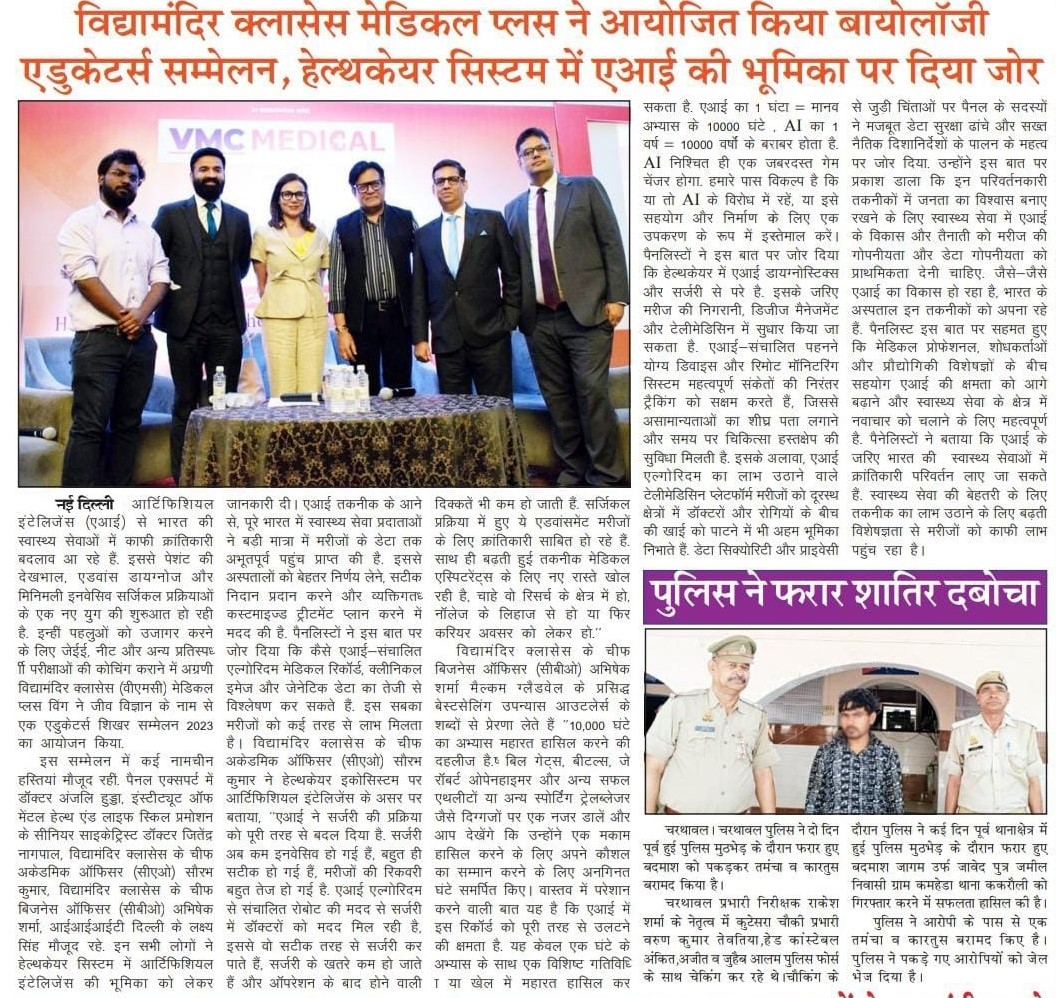 विद्यामंदिर क्लासेस मेडिकल प्लस ने आयोजित किया बायोलॉजी
एडुकेटर्स सम्मेलन, हेल्थकेयर सिस्टम में एआई की भूमिका पर दिया जोर
VMC MEDICAL
नई दिल्ली आर्टिफिशियल
इंटेलिजेंस (एआई) से भारत की
स्वास्थ्य सेवाओं में काफी क्रांतिकारी
बदलाव आ रहे हैं. इससे पेशंट की
देखभाल, एडवांस डायग्नोज और
मिनिमली इनवेसिव सर्जिकल प्रक्रियाओं
के एक नए युग की शुरुआत हो रही
है. इन्हीं पहलुओं को उजागर करने
के लिए जेईई, नीट और अन्य प्रतिस्पध
र्ी परीक्षाओं की कोचिंग कराने में अग्रणी
विद्यामंदिर क्लासेस (वीएमसी) मेडिकल
प्लस विंग ने जीव विज्ञान के नाम से
एक एडुकेटर्स शिखर सम्मेलन 2023
का आयोजन किया.
इस सम्मेलन में कई नामचीन
हस्तियां मौजूद रहीं. पैनल एक्सपर्ट में
डॉक्टर अंजलि हुड्डा, इंस्टीट्यूट ऑफ
मेंटल हेल्थ एंड लाइफ स्किल प्रमोशन
के सीनियर साइकेट्रिस्ट डॉक्टर जितेंद्र
नागपाल, विद्यामंदिर क्लासेस के चीफ
अकेडमिक ऑफिसर (सीएओ) सौरभ
कुमार, विद्यामंदिर क्लासेस के चीफ
बिजनेस ऑफिसर (सीबीओ) अभिषेक
शर्मा, आईआईआईटी दिल्ली के लक्ष्य
सिंह मौजूद रहे. इन सभी लोगों ने
हेल्थकेयर सिस्टम में आर्टिफिशियल
इंटेलिजेंस की भूमिका को लेकर
जानकारी दी। एआई तकनीक के आने
से, पूरे भारत में स्वास्थ्य सेवा प्रदाताओं
ने बडी मात्रा में मरीजों के डेटा तक
अभूतपूर्व पहुंच प्राप्त की है. इससे
अस्पतालों को बेहतर निर्णय लेने, सटीक
निदान प्रदान करने और व्यक्तिगतध्
कस्टमाइज्ड ट्रीटमेंट प्लान करने में
मदद की है. पैनलिस्टों ने इस बात पर
जोर दिया कि कैसे एआई–संचालित
एल्गोरिदम मेडिकल रिकॉर्ड, क्लीनिकल
इमेज और जेनेटिक डेटा का तेजी से
विश्लेषण कर सकते हैं. इस सबका
मरीजों को कई तरह से लाभ मिलता
है। विद्यामंदिर क्लासेस के चीफ
अकेडमिक ऑफिसर (सीएओ) सौरभ
कुमार ने हेल्थकेयर इकोसिस्टम पर
आर्टिफिशियल इंटेलिजेंस के असर पर
बताया, "एआई ने सर्जरी की प्रक्रिया
को पूरी तरह से बदल दिया है. सर्जरी
अब कम इनवेसिव हो गई हैं, बहुत ही
सटीक हो गई हैं, मरीजों की रिकवरी
बहुत तेज हो गई है. एआई एल्गोरिदम
से संचालित रोबोट की मदद से सर्जरी
में डॉक्टरों को मदद मिल रही है,
इससे वो सटीक तरह से सर्जरी कर
पाते हैं, सर्जरी के खतरे कम हो जाते
हैं और ऑपरेशन के बाद होने वाली
दिक्कतें भी कम हो जाती हैं. सर्जिकल
प्रक्रिया में हुए ये एडवांसमेंट मरीजों
के लिए क्रांतिकारी साबित हो रहे हैं.
साथ ही बढ़ती हुई तकनीक मेडिकल
एस्पिरटेंट्स के लिए नए रास्ते खोल
रही है, चाहे वो रिसर्च के क्षेत्र में हो,
नॉलेज के लिहाज से हो या फिर
करियर अवसर को लेकर हो."
विद्यामंदिर क्लासेस के चीफ
बिजनेस ऑफिसर (सीबीओ) अभिषेक
शर्मा मैल्कम ग्लैडवेल के प्रसिद्ध
बेस्टसेलिंग उपन्यास आउटलेर्स के
शब्दों से प्रेरणा लेते हैं "10,000 घंटे
का अभ्यास महारत हासिल करने की
दहलीज है.ष् बिल गेट्स, बीटल्स, जे
रॉबर्ट ओपेनहाइमर और अन्य सफल
एथलीटों या अन्य स्पोर्टिंग ट्रेलब्लेजर
जैसे दिग्गजों पर एक नजर डालें और
आप देखेंगे कि उन्होंने एक मकाम
हासिल करने के लिए अपने कौशल
का सम्मान करने के लिए अनगिनत
घंटे समर्पित किए। वास्तव में परेशान
करने वाली बात यह है कि एआई में
इस रिकॉर्ड को पूरी तरह से उलटने
की क्षमता है. यह केवल एक घंटे के
अभ्यास के साथ एक विशिष्ट गतिविधि
ा या खेल में महारत हासिल कर
सकता है. एआई का 1 घंटा = मानव
अभ्यास के 10000 घंटे , AI का 1
वर्ष = 10000 वर्षो के बराबर होता है.
AI निश्चित ही एक जबरदस्त गेम
चेंजर होगा. हमारे पास विकल्प है कि
या तो AI के विरोध में रहें, या इसे
सहयोग और निर्माण के लिए एक
उपकरण के रूप में इस्तेमाल करें।
पैनलिस्टों ने इस बात पर जोर दिया
कि हेल्थकेयर में एआई डायग्नोस्टिक्स
और सर्जरी से परे है. इसके जरिए
मरीज की निगरानी, डिजीज मैनेजमेंट
और टेलीमेडिसिन में सुधार किया जा
सकता है. एआई–संचालित पहनने
योग्य डिवाइस और रिमोट मॉनिटरिंग
सिस्टम महत्वपूर्ण संकेतों की निरंतर
ट्रैकिंग को सक्षम करते हैं, जिससे
असामान्यताओं का शीघ्र पता लगाने
और समय पर चिकित्सा हस्तक्षेप की
सुविधा मिलती है. इसके अलावा, एआई
एल्गोरिदम का लाभ उठाने वाले
टेलीमेडिसिन प्लेटफॉर्म मरीजों को दूरस्थ
क्षेत्रों में डॉक्टरों और रोगियों के बीच
की खाई को पाटने में भी अहम भूमिका
निभाते हैं. डेटा सिक्योरिटी और प्राइवेसी
से जुड़ी चिंताओं पर पैनल के सदस्यों
ने मजबूत डेटा सुरक्षा ढांचे और सख्त
नैतिक दिशानिर्देशों के पालन के महत्व
पर जोर दिया. उन्होंने इस बात पर
प्रकाश डाला कि इन परिवर्तनकारी
तकनीकों में जनता का विश्वास बनाए
रखने के लिए स्वास्थ्य सेवा में एआई
के विकास और तैनाती को मरीज की
गोपनीयता और डेटा गोपनीयता को
प्राथमिकता देनी चाहिए. जैसे–जैसे
एआई का विकास हो रहा है, भारत के
अस्पताल इन तकनीकों को अपना रहे
हैं. पैनलिस्ट इस बात पर सहमत हुए
कि मेडिकल प्रोफेशनल, शोधकर्ताओं
और प्रौद्योगिकी विशेषज्ञों के बीच
सहयोग एआई की क्षमता को आगे
बढ़ाने और स्वास्थ्य सेवा के क्षेत्र में
नवाचार को चलाने के लिए महत्वपूर्ण
है. पैनेलिस्टों ने बताया कि एआई के
जरिए भारत की स्वास्थ्य सेवाओं में
क्रांतिकारी परिवर्तन लाए जा सकते
हैं. स्वास्थ्य सेवा की बेहतरी के लिए
तकनीक का लाभ उठाने के लिए बढ़ती
विशेषज्ञता से मरीजों को काफी लाभ
पहुंच रहा है।
पुलिस ने फरार शातिर दबोचा
चरथावल। चरथावल पुलिस ने दो दिन
पूर्व हुई पुलिस मुठभेड़ के दौरान फरार हुए
बदमाश को पकड़कर तमंचा व कारतुस
बरामद किया है।
चरथावल प्रभारी निरीक्षक राकेश
शर्मा के नेतृत्व में कुटेसरा चौकी प्रभारी
वरुण कुमार तेवतिया,हेड कांस्टेबल
अंकित,अजीत व जुहैब आलम पुलिस फोर्स
के साथ चेकिंग कर रहे थे।चौकिंग के
दौरान पुलिस ने कई दिन पूर्व थानाक्षेत्र में
हुई पुलिस मुठभेड़ के दौरान फरार हुए
बदमाश जागम उर्फ जावेद पुत्र जमील
निवासी ग्राम कमहेडा थाना ककरौली को
गिरफ्तार करने में सफलता हासिल की है।
पुलिस ने आरोपी के पास से एक
तमंचा व कारतुस बरामद किए है।
पुलिस ने पकड़े गए आरोपियों को जेल
भेज दिया है।